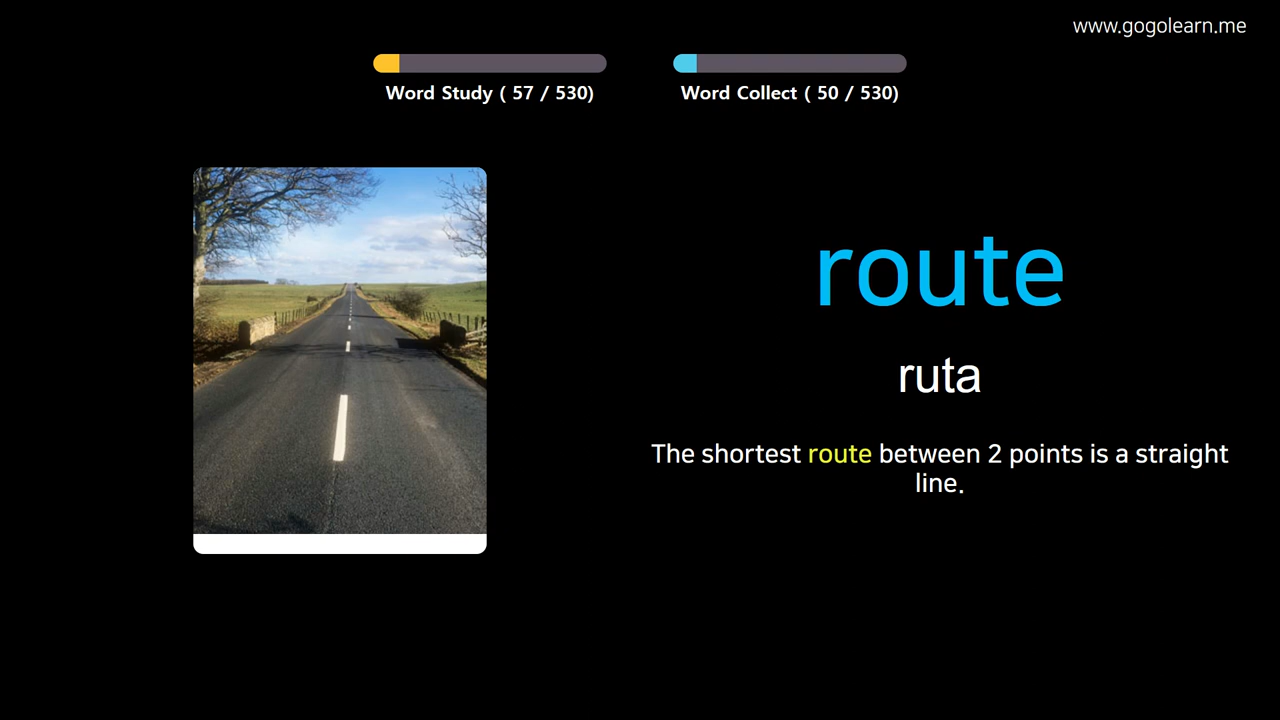 www.gogolearn.me
Word Study ( 57 / 530)
Word Collect ( 50 / 530)
route
ruta
The shortest route between 2 points is a straight
line.